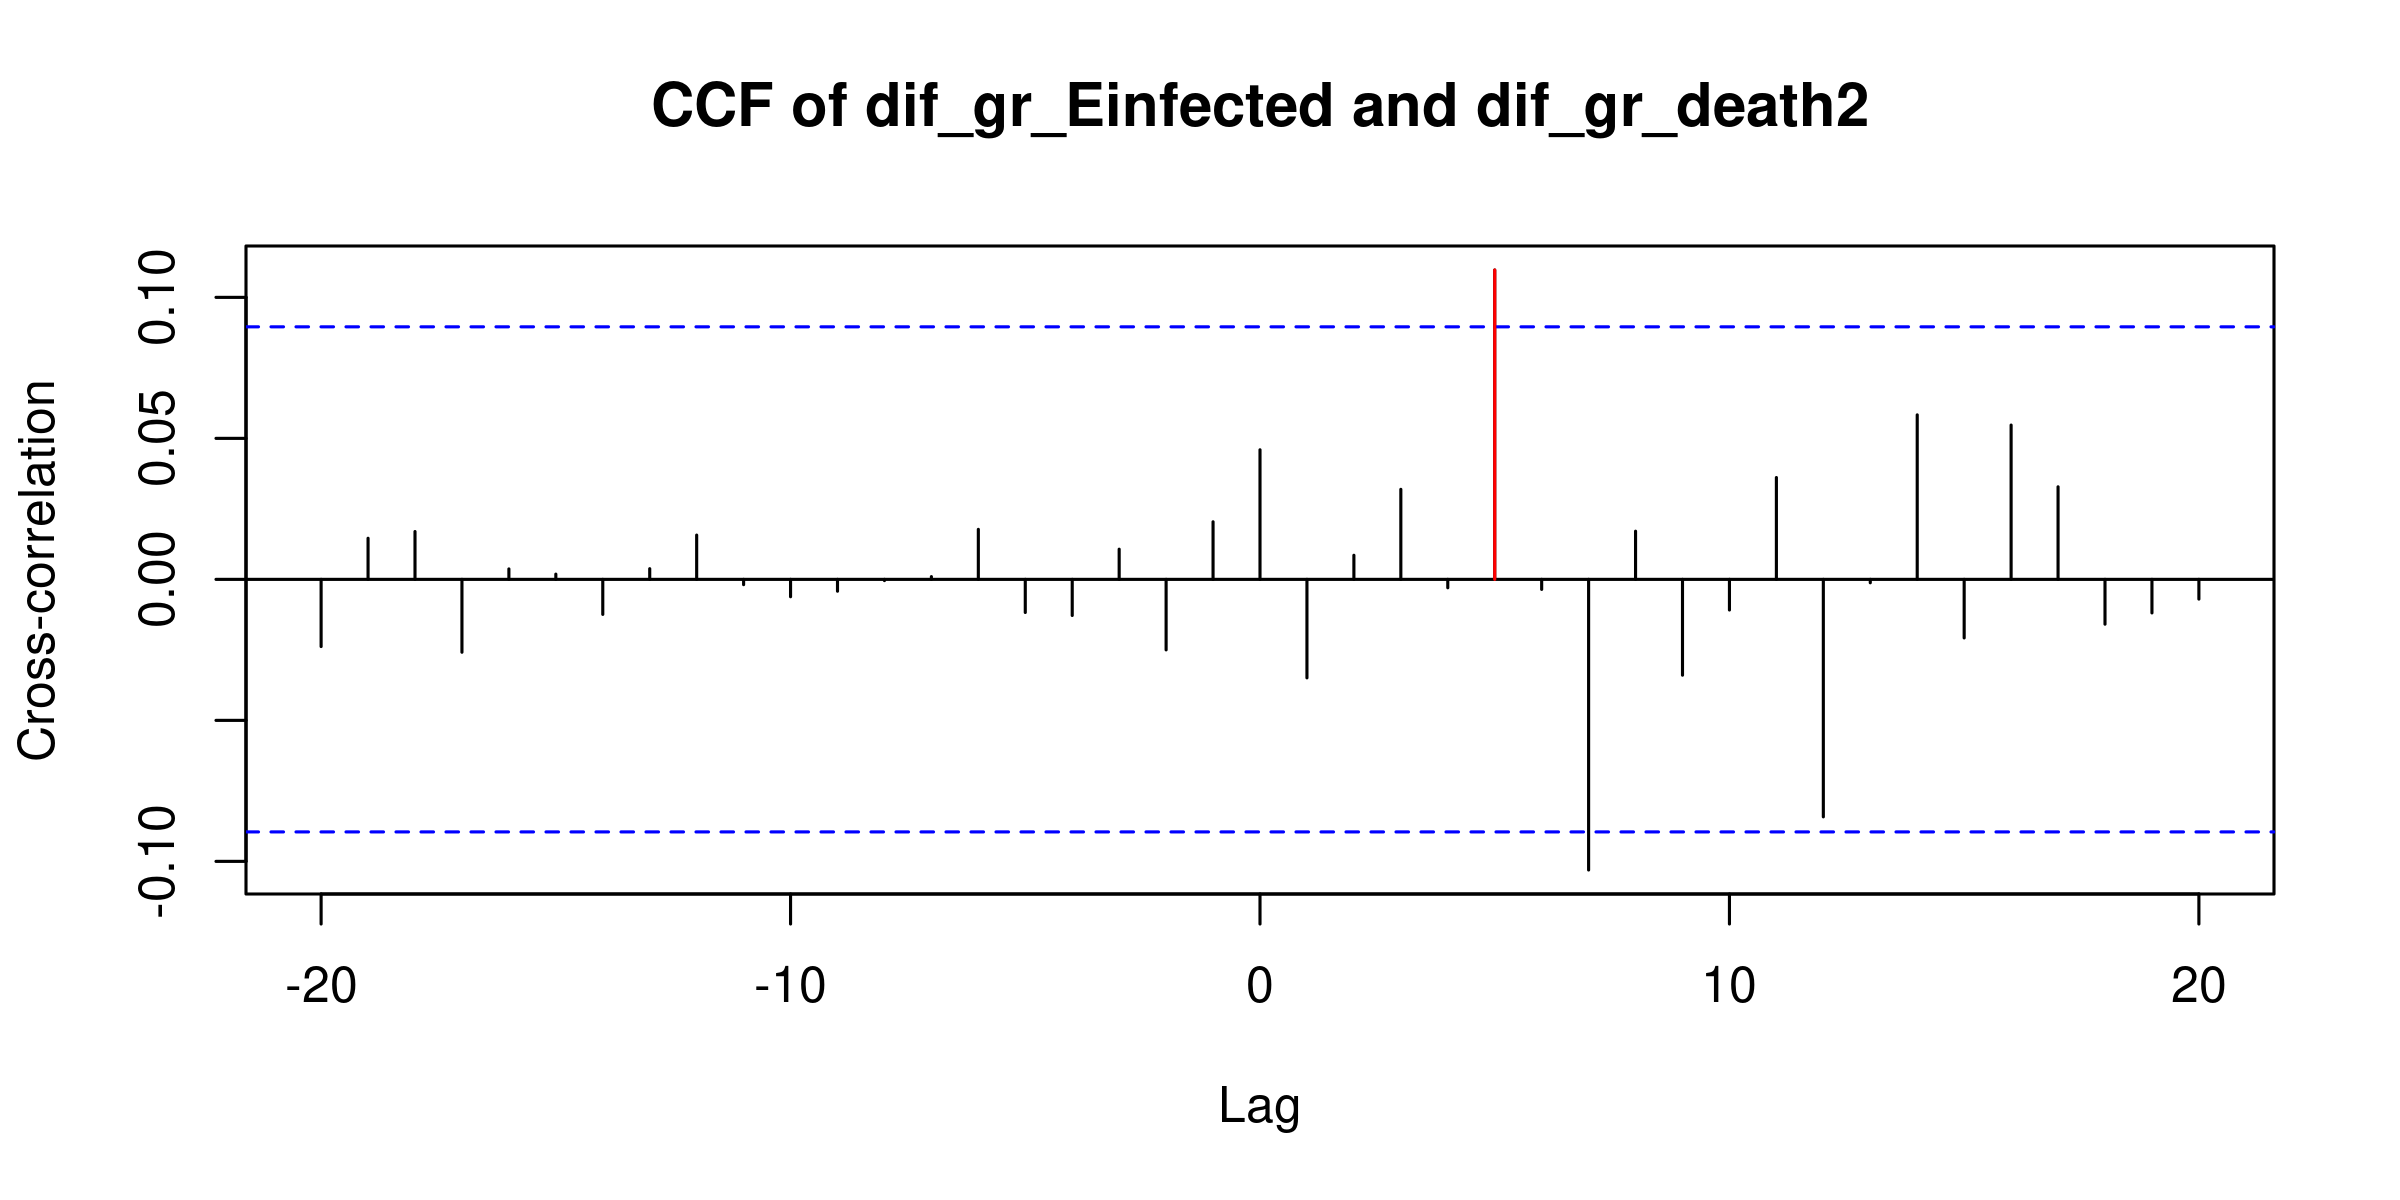 CCF of dif_gr_Einfected and dif_gr_death2
Cross-correlation
0.10
0.05
0.00
-0.10
-20 -10 0 10 20
Lag